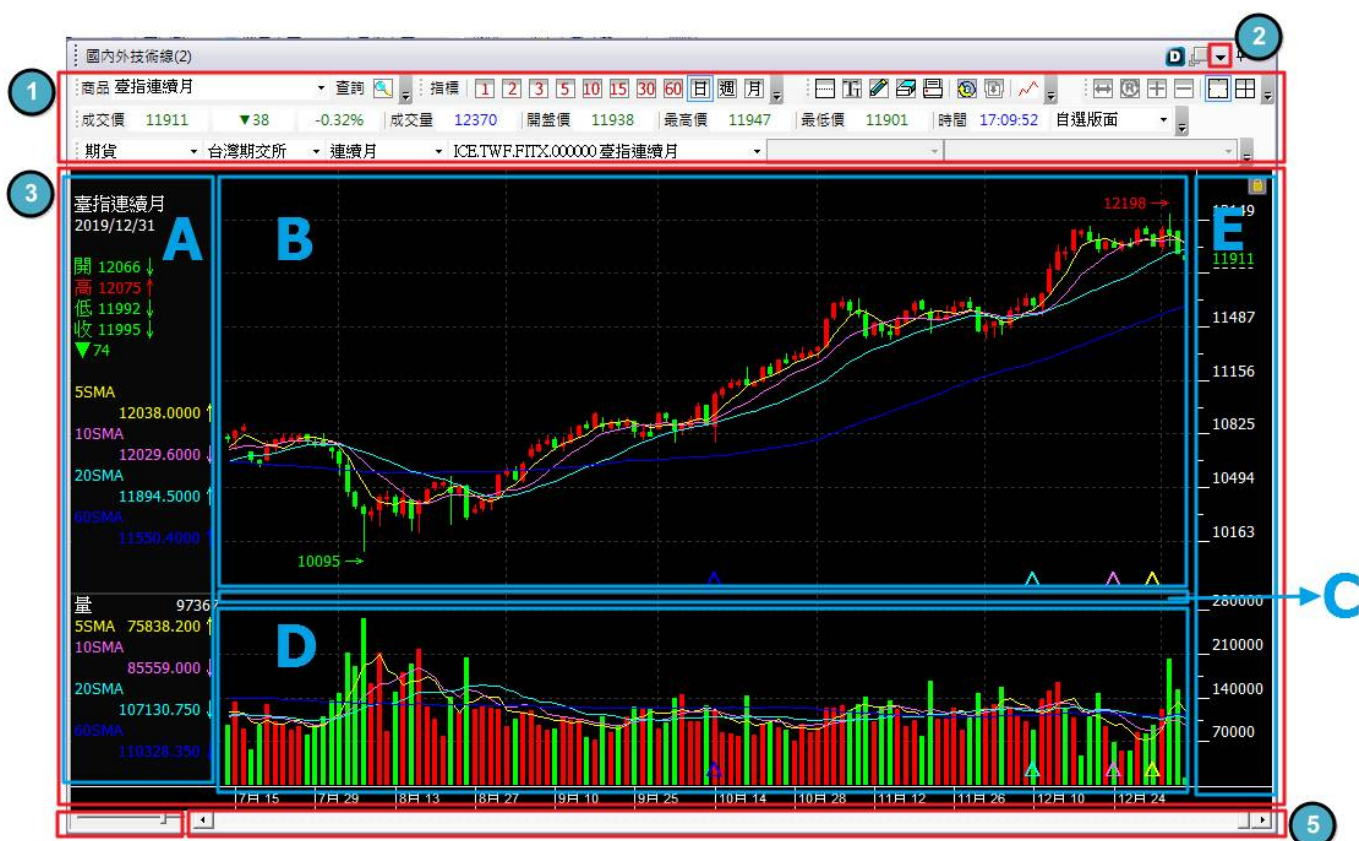 2
國內外技術線(2)
D
1
商品 臺指連續月 查詢 指標 1 2 3 5 10 15 30 60 日 週 月
成交價 11911 ▼38 -0.32% 成交量 12370 開盤價 11938 最高價 11947 最低價 11901 時間 17:09:52 自選版面
期貨 台灣期交所 連續月 ICE.TWF.FITX.000000 臺指連續月
3
臺指連續月
2019/12/31
A
B
E
開 12066 ↓
高 12075 ↑
低 11992 ↓
收 11995 ↓
▼74
5SMA
12038.0000 ↑
10SMA
12029.6000 ↓
20SMA
11894.5000 ↑
60SMA
11550.4000 ↑
12198 →
10095 →
11911
11487
11156
10825
10494
10163
C
量 97367
5SMA 75838.200 ↑
10SMA
85559.000 ↓
20SMA
107130.750 ↓
60SMA
110328.350
D
280000
210000
140000
70000
7月 15 7月 29 8月 13 8月 27 9月 10 9月 25 10月 14 10月 28 11月 12 11月 26 12月 10 12月 24
5